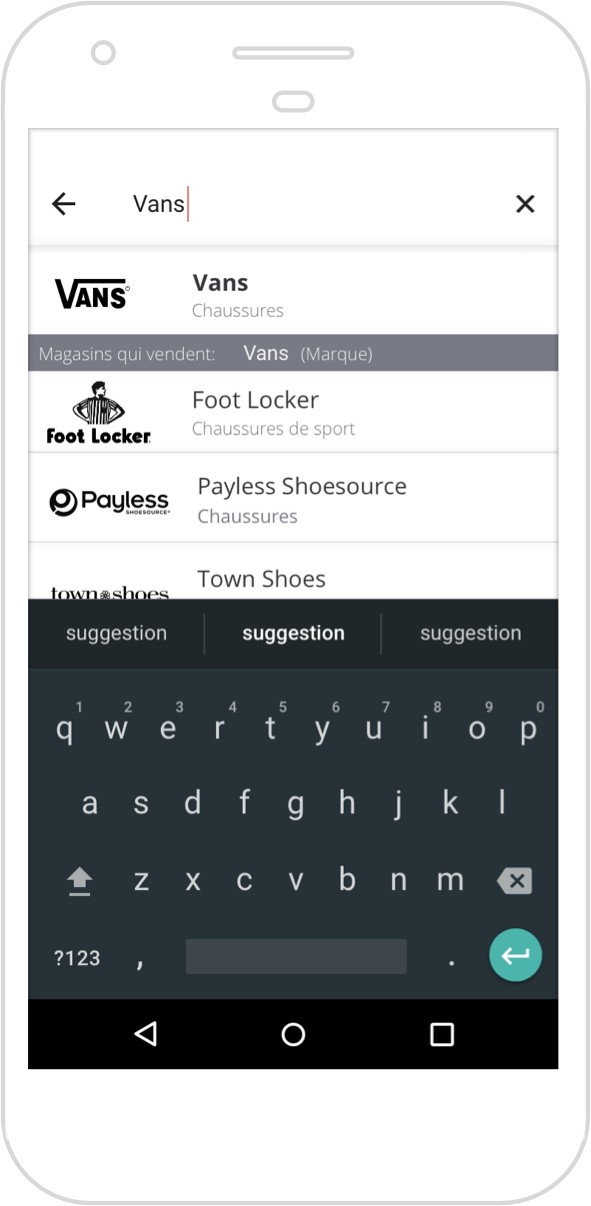 Vans
VANS
Vans
Chaussures
Magasins qui vendent: Vans (Marque)
Foot Locker
Foot Locker
Chaussures de sport
Payless
SHOESOURCE
Payless Shoesource
Chaussures
town shoes
Town Shoes
suggestion suggestion suggestion
1 2 3 4 5 6 7 8 9 0
q w e r t y u i o p
a s d f g h j k l
z x c v b n m
?123 , .